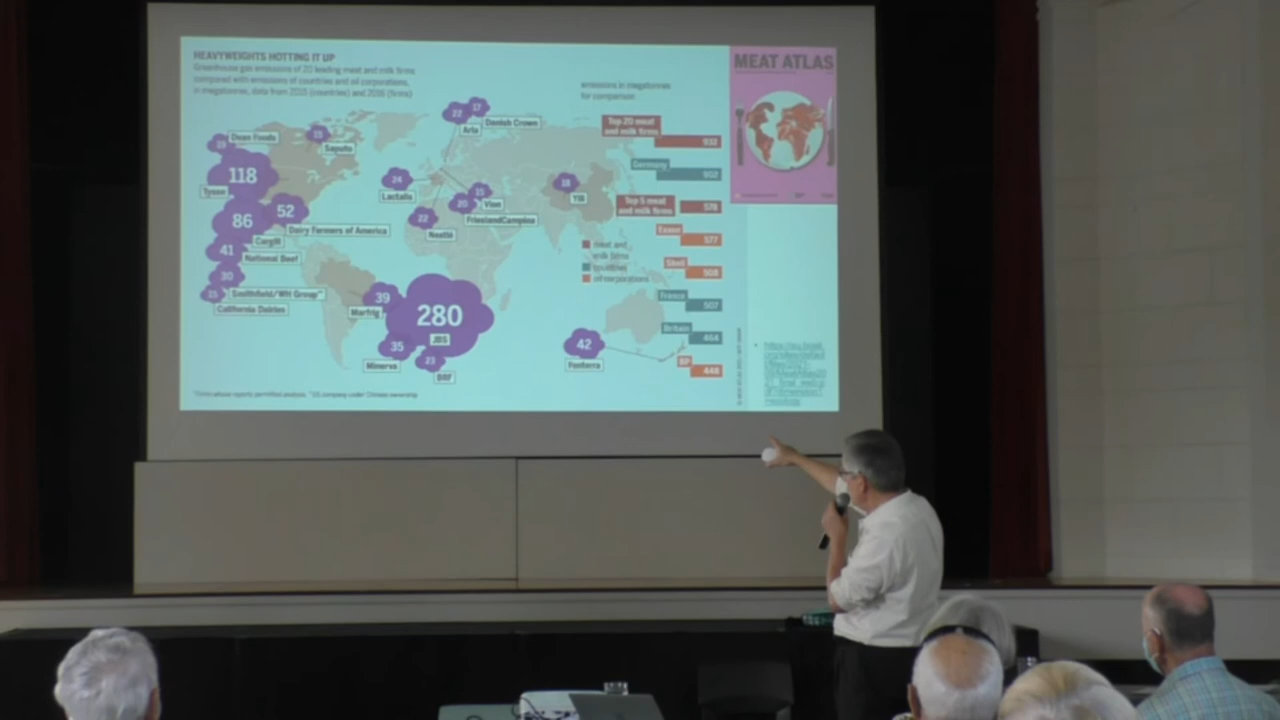 HEAVYWEIGHTS HOTTING IT UP
Greenhouse gas emissions of 20 leading meat and milk firms
compared with emissions of countries and oil corporations,
in megatonnes, data from 2015 (countries) and 2016 (firms)
emissions in megatonnes
for comparison
MEAT ATLAS
22
17
Danish Crown
Arla
19
Dean Foods
15
Saputo
118
Tyson
24
Lactalis
15
20
Vion
FrieslandCampina
22
Nestlé
18
Yili
52
86
Dairy Farmers of America
Cargill
41
National Beef
30
Smithfield/WH Group**
California Dairies
39
Marfrig
280
JBS
35
Minerva
23
BRF
42
Fonterra
Top 20 meat
and milk firms
932
Germany
902
Top 5 meat
and milk firms
578
Exxon
577
Shell
508
France
507
Britain
464
BP
448
meat and
milk firms
countries
oil corporations